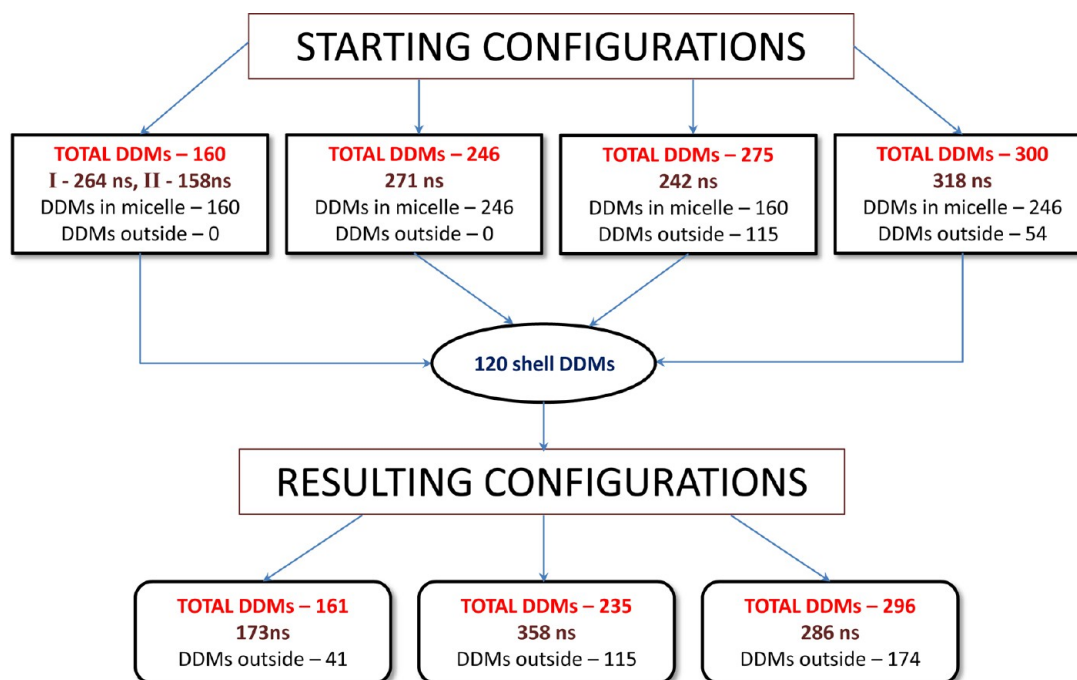 STARTING CONFIGURATIONS
TOTAL DDMs – 160
I - 264 ns, II - 158ns
DDMs in micelle – 160
DDMs outside – 0
TOTAL DDMs – 246
271 ns
DDMs in micelle – 246
DDMs outside – 0
TOTAL DDMs – 275
242 ns
DDMs in micelle – 160
DDMs outside – 115
TOTAL DDMs – 300
318 ns
DDMs in micelle – 246
DDMs outside – 54
120 shell DDMs
RESULTING CONFIGURATIONS
TOTAL DDMs – 161
173ns
DDMs outside – 41
TOTAL DDMs – 235
358 ns
DDMs outside – 115
TOTAL DDMs – 296
286 ns
DDMs outside – 174